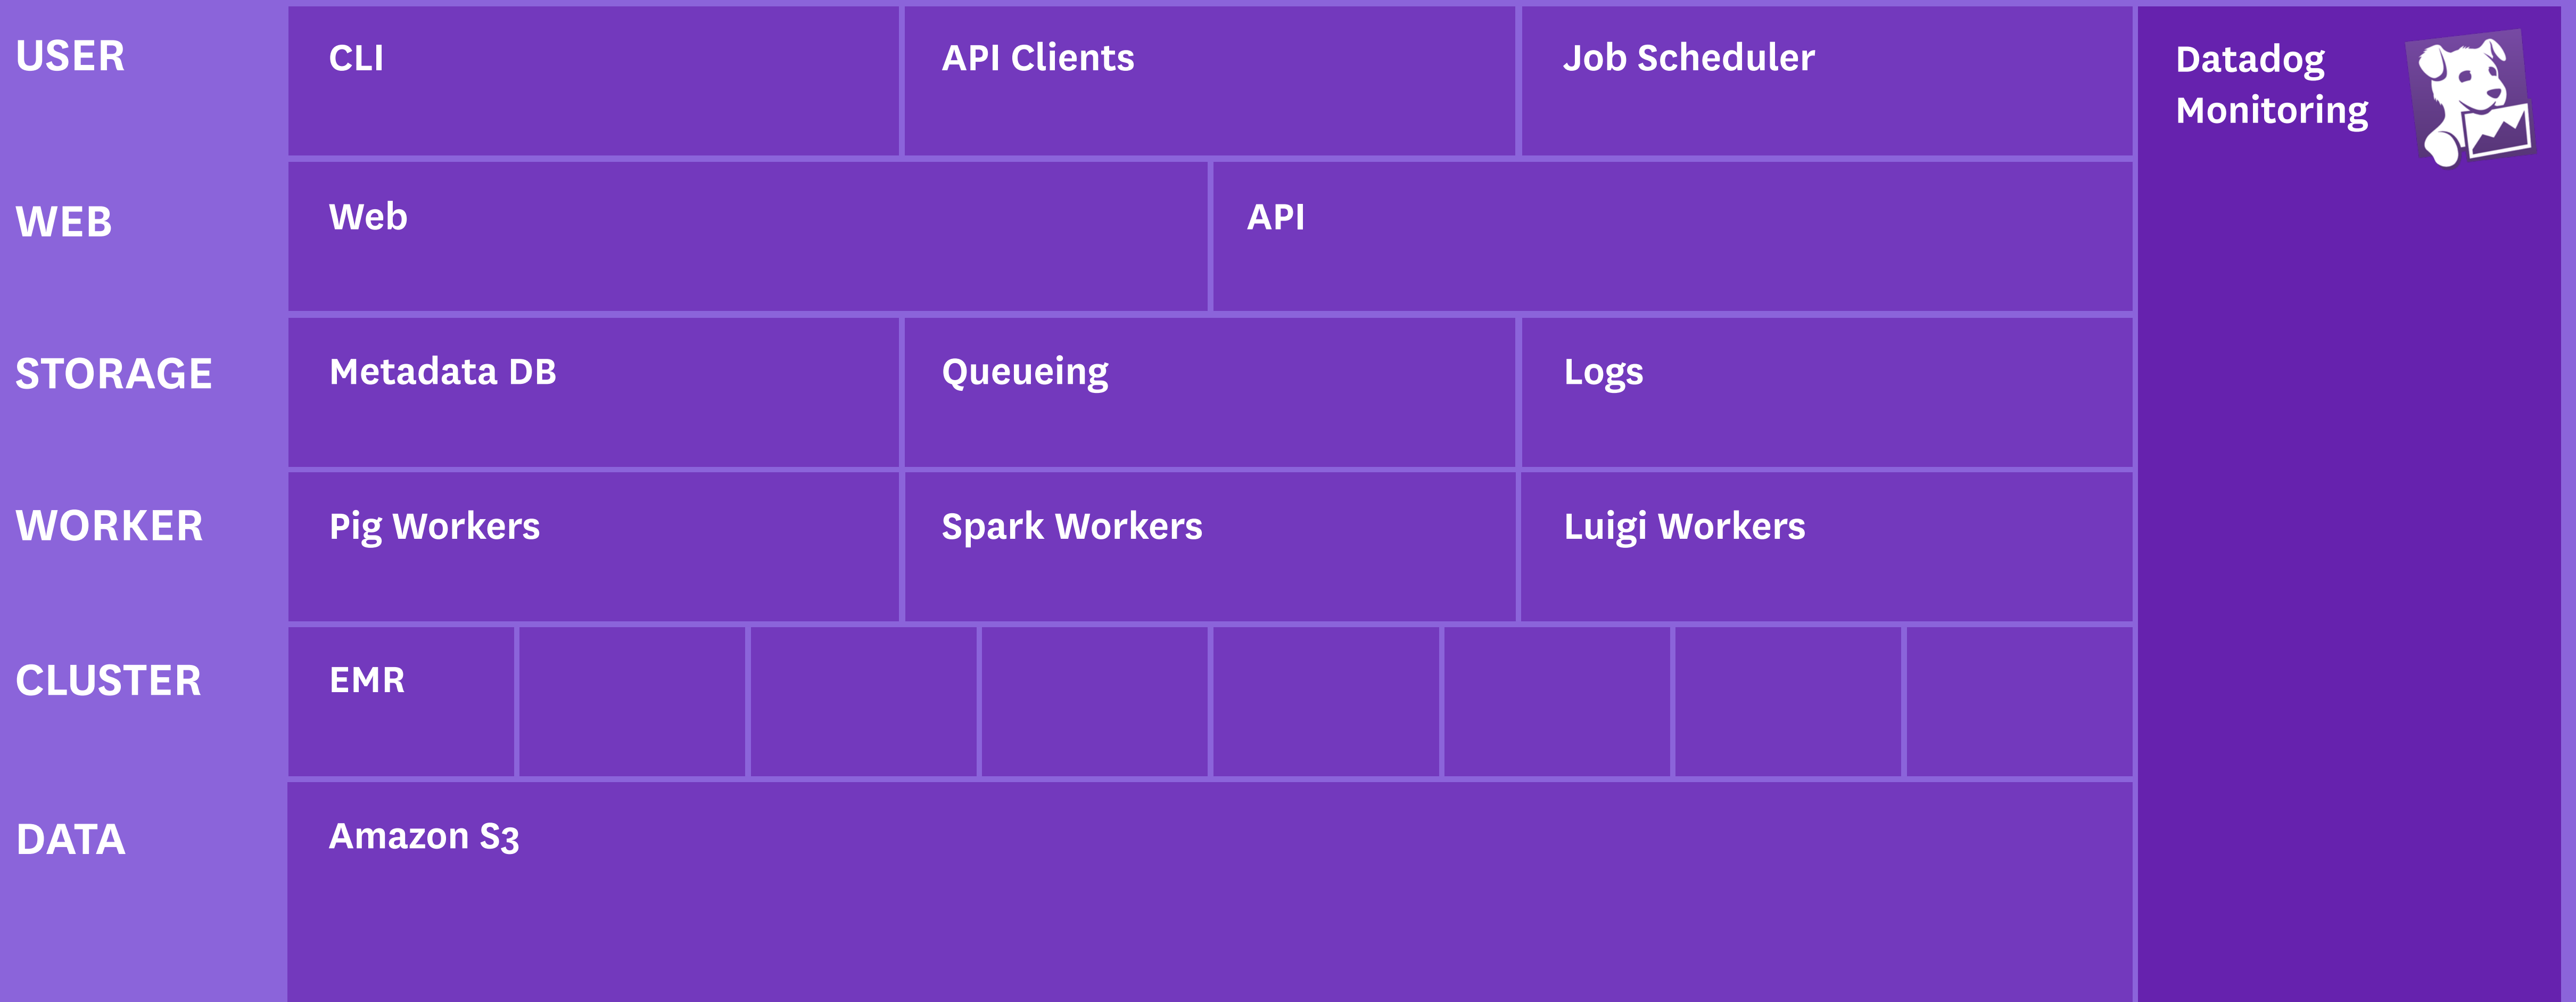 USER
CLI
API Clients
Job Scheduler
Datadog
Monitoring
WEB
Web
API
STORAGE
Metadata DB
Queueing
Logs
WORKER
Pig Workers
Spark Workers
Luigi Workers
CLUSTER
EMR
DATA
Amazon S3